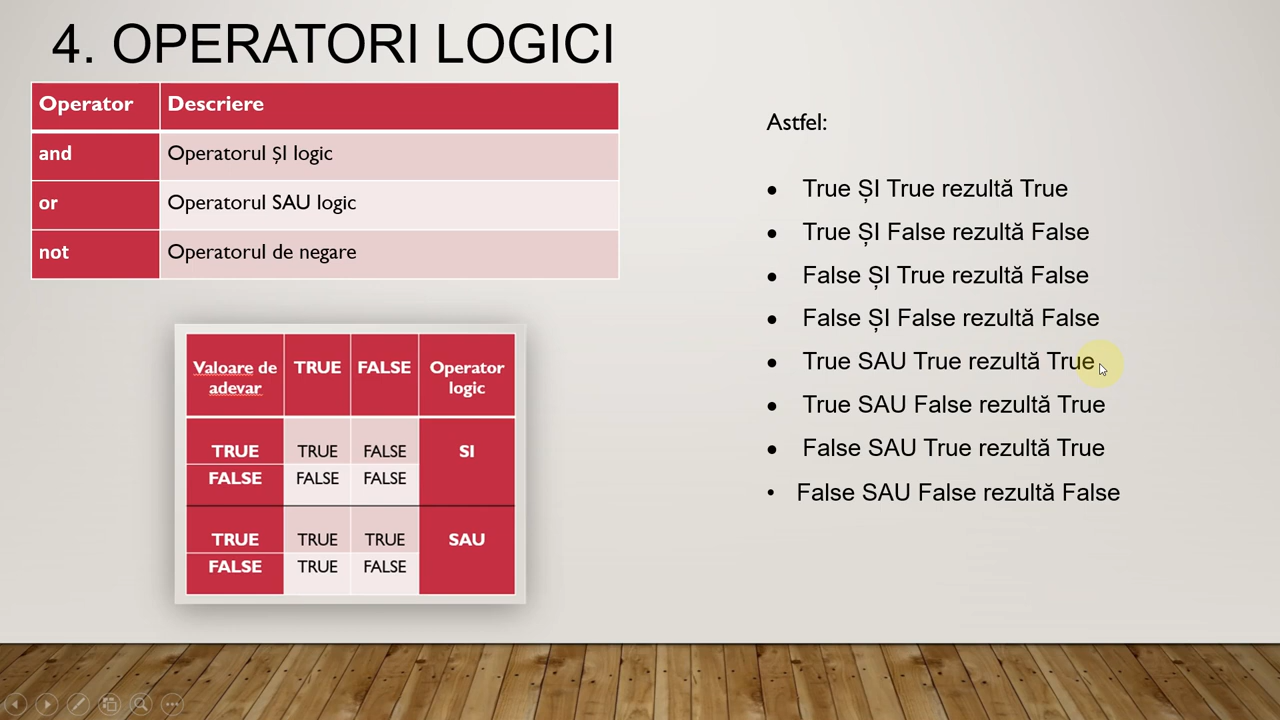 4. OPERATORI LOGICI
Operator Descriere
and Operatorul ȘI logic
or Operatorul SAU logic
not Operatorul de negare
Valoare de adevar TRUE FALSE Operator logic
TRUE TRUE FALSE SI
FALSE FALSE FALSE
TRUE TRUE TRUE SAU
FALSE TRUE FALSE
Astfel:
• True ȘI True rezultă True
• True ȘI False rezultă False
• False ȘI True rezultă False
• False ȘI False rezultă False
• True SAU True rezultă True
• True SAU False rezultă True
• False SAU True rezultă True
• False SAU False rezultă False